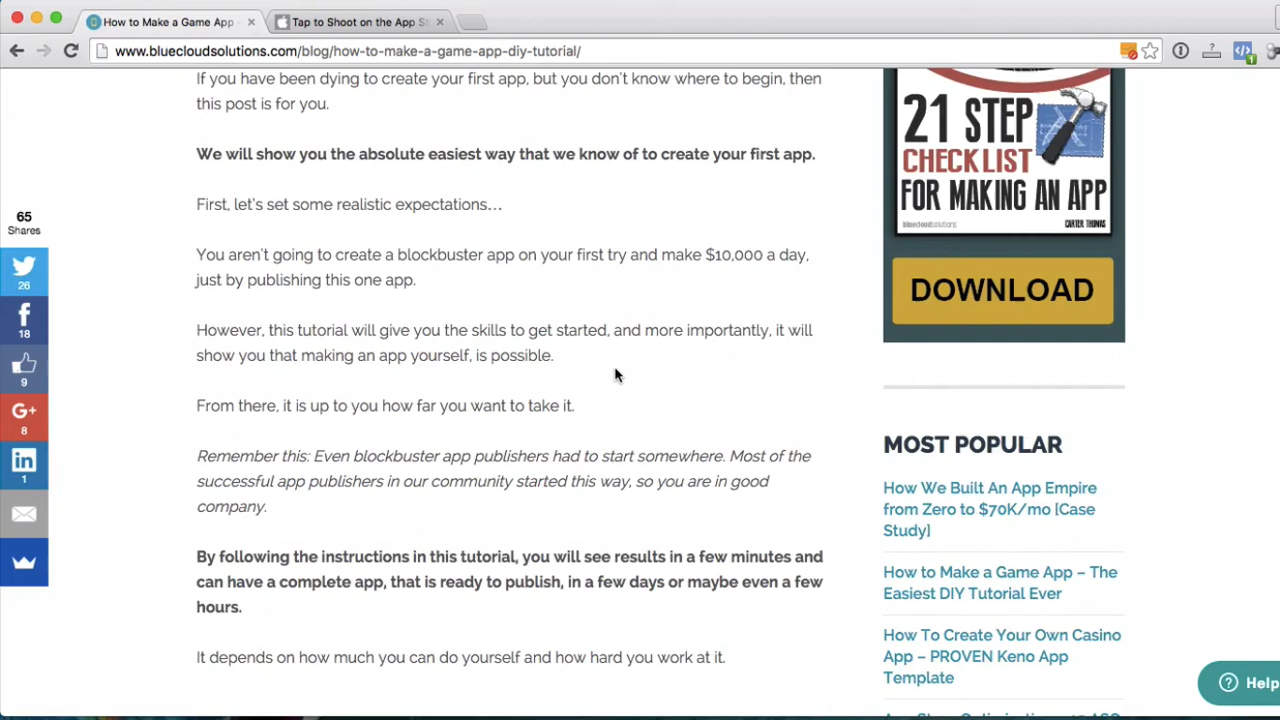 How to Make a Game App -
Tap to Shoot on the App St
www.bluecloudsolutions.com/blog/how-to-make-a-game-app-diy-tutorial/
If you have been dying to create your first app, but you don't know where to begin, then
this post is for you.
We will show you the absolute easiest way that we know of to create your first app.
First, let's set some realistic expectations…
You aren't going to create a blockbuster app on your first try and make $10,000 a day,
just by publishing this one app.
However, this tutorial will give you the skills to get started, and more importantly, it will
show you that making an app yourself, is possible.
From there, it is up to you how far you want to take it.
Remember this: Even blockbuster app publishers had to start somewhere. Most of the
successful app publishers in our community started this way, so you are in good
company.
By following the instructions in this tutorial, you will see results in a few minutes and
can have a complete app, that is ready to publish, in a few days or maybe even a few
hours.
It depends on how much you can do yourself and how hard you work at it.
65
Shares
26
18
9
G+
8
in
1
21 STEP
CHECKLIST
FOR MAKING AN APP
bluecloudsolutions
CARTER THOMAS
DOWNLOAD
MOST POPULAR
How We Built An App Empire
from Zero to $70K/mo [Case
Study]
How to Make a Game App – The
Easiest DIY Tutorial Ever
How To Create Your Own Casino
App – PROVEN Keno App
Template
? Help